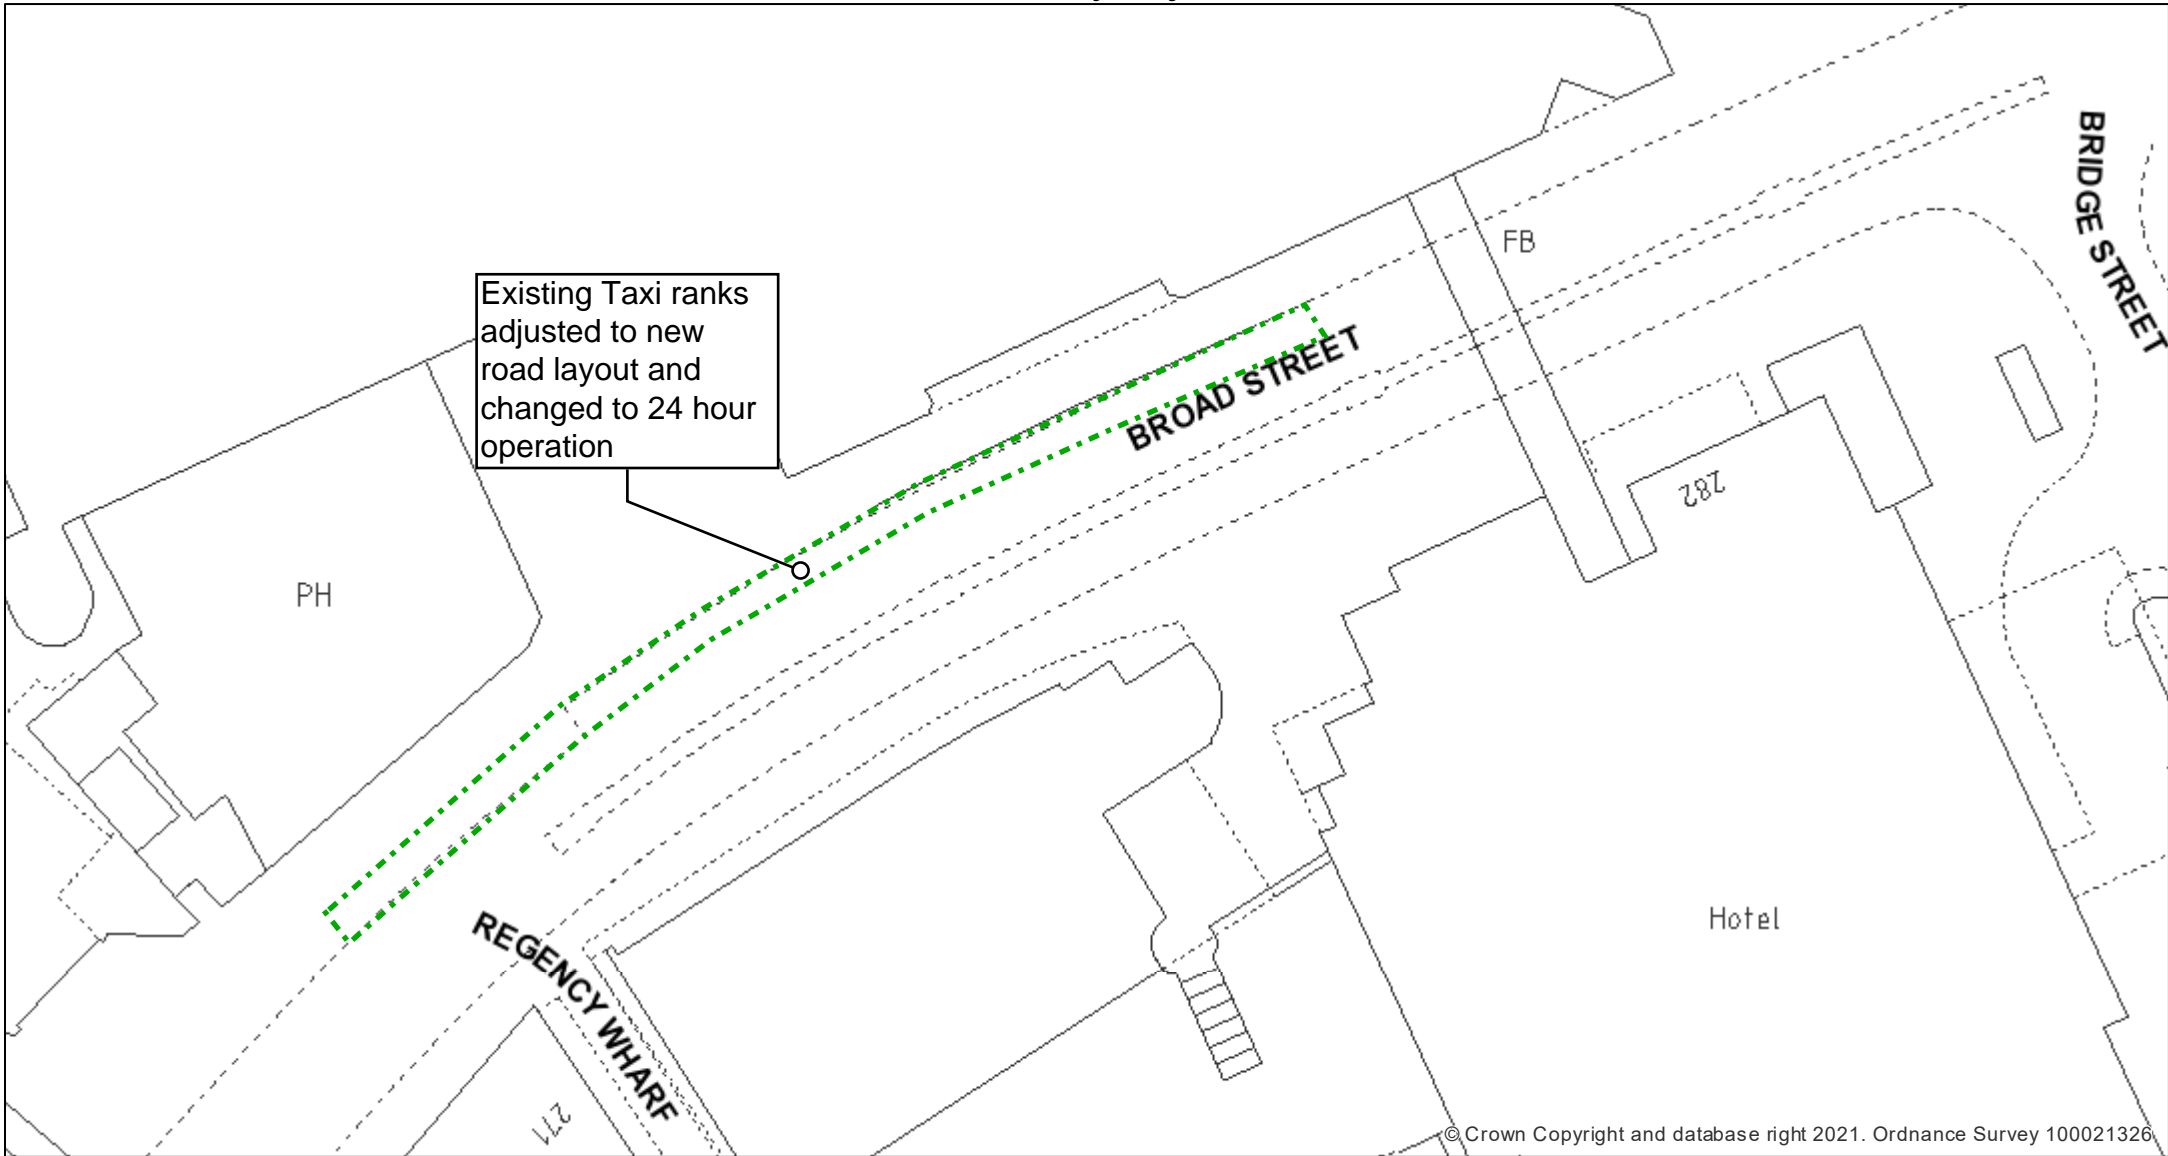 BRIDGE STREET
FB
Existing Taxi ranks
adjusted to new
road layout and
changed to 24 hour
operation
BROAD STREET
282
PH
Hotel
REGENCY WHARF
271
© Crown Copyright and database right 2021. Ordnance Survey 100021326